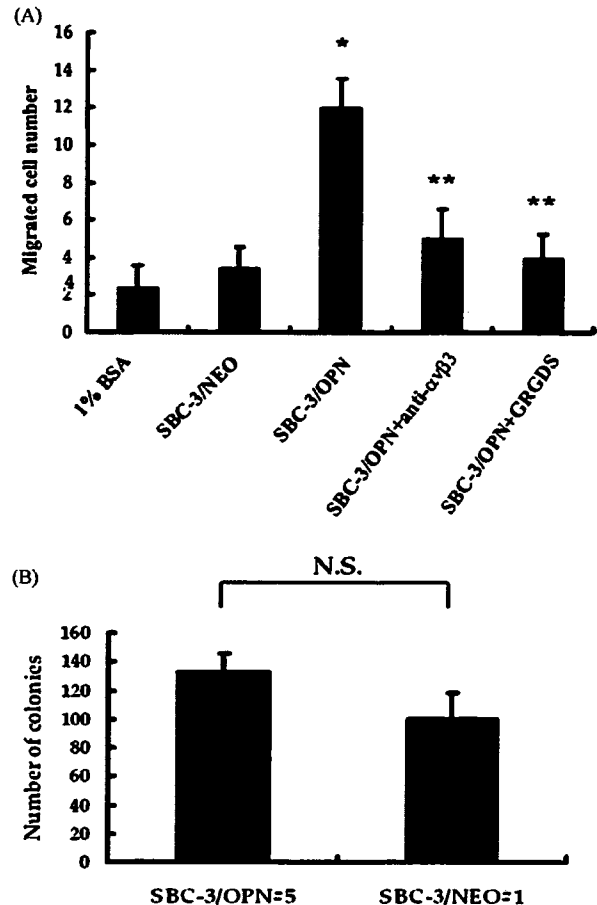 (A)
Migrated cell number
16
14
12
10
8
6
4
4
2
0
*
**
**
1% BSA
SBC-3/NEO
SBC-3/OPN
SBC-3/OPN+anti-αvβ3
SBC-3/OPN+GRGDS
(B)
N.S.
Number of colonics
160
140
120
100
80
60
40
20
0
SBC-3/OPN=5
SBC-3/NEO=1